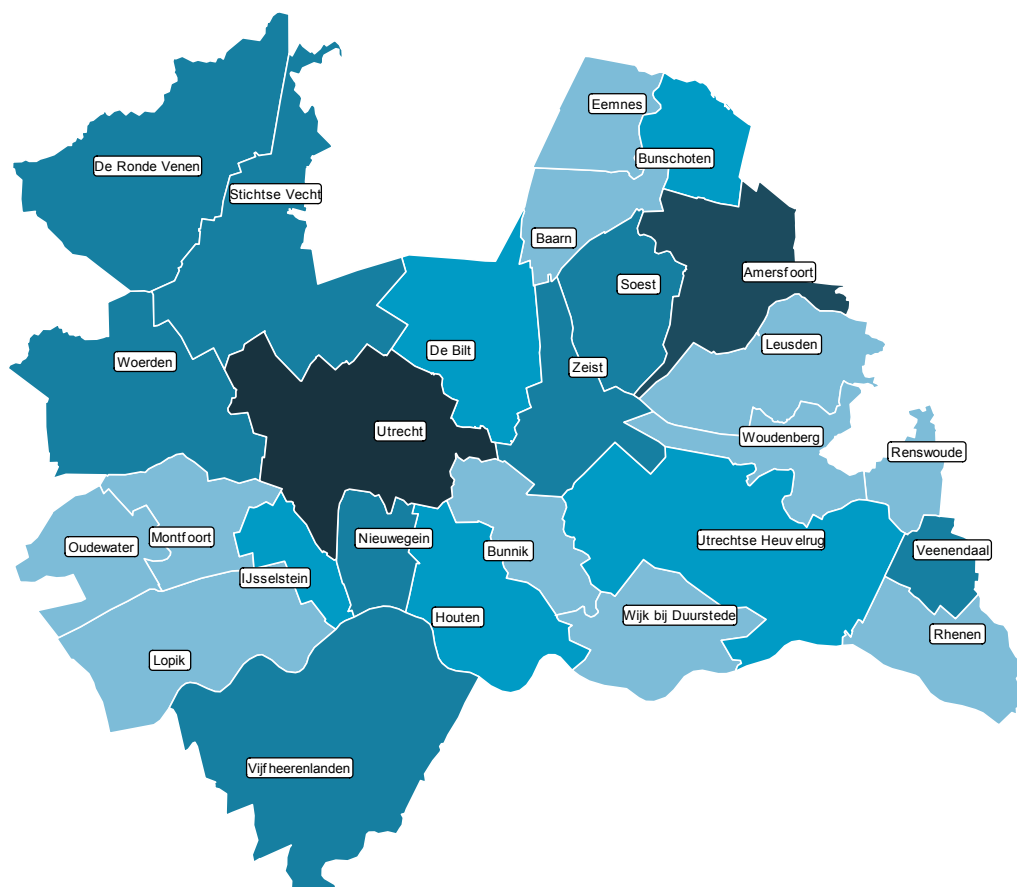 Eemnes
De Ronde Venen
Bunschoten
Stichtse Vecht
Baarn
Amersfoort
Soest
Leusden
De Bilt
Woerden
Zeist
Utrecht
Woudenberg
Renswoude
Montfoort
Nieuwegein
Utrechtse Heuvelrug
Oudewater
Bunnik
Veenendaal
IJsselstein
Houten
Wijk bij Duurstede
Rhenen
Lopik
Vijfheerenlanden